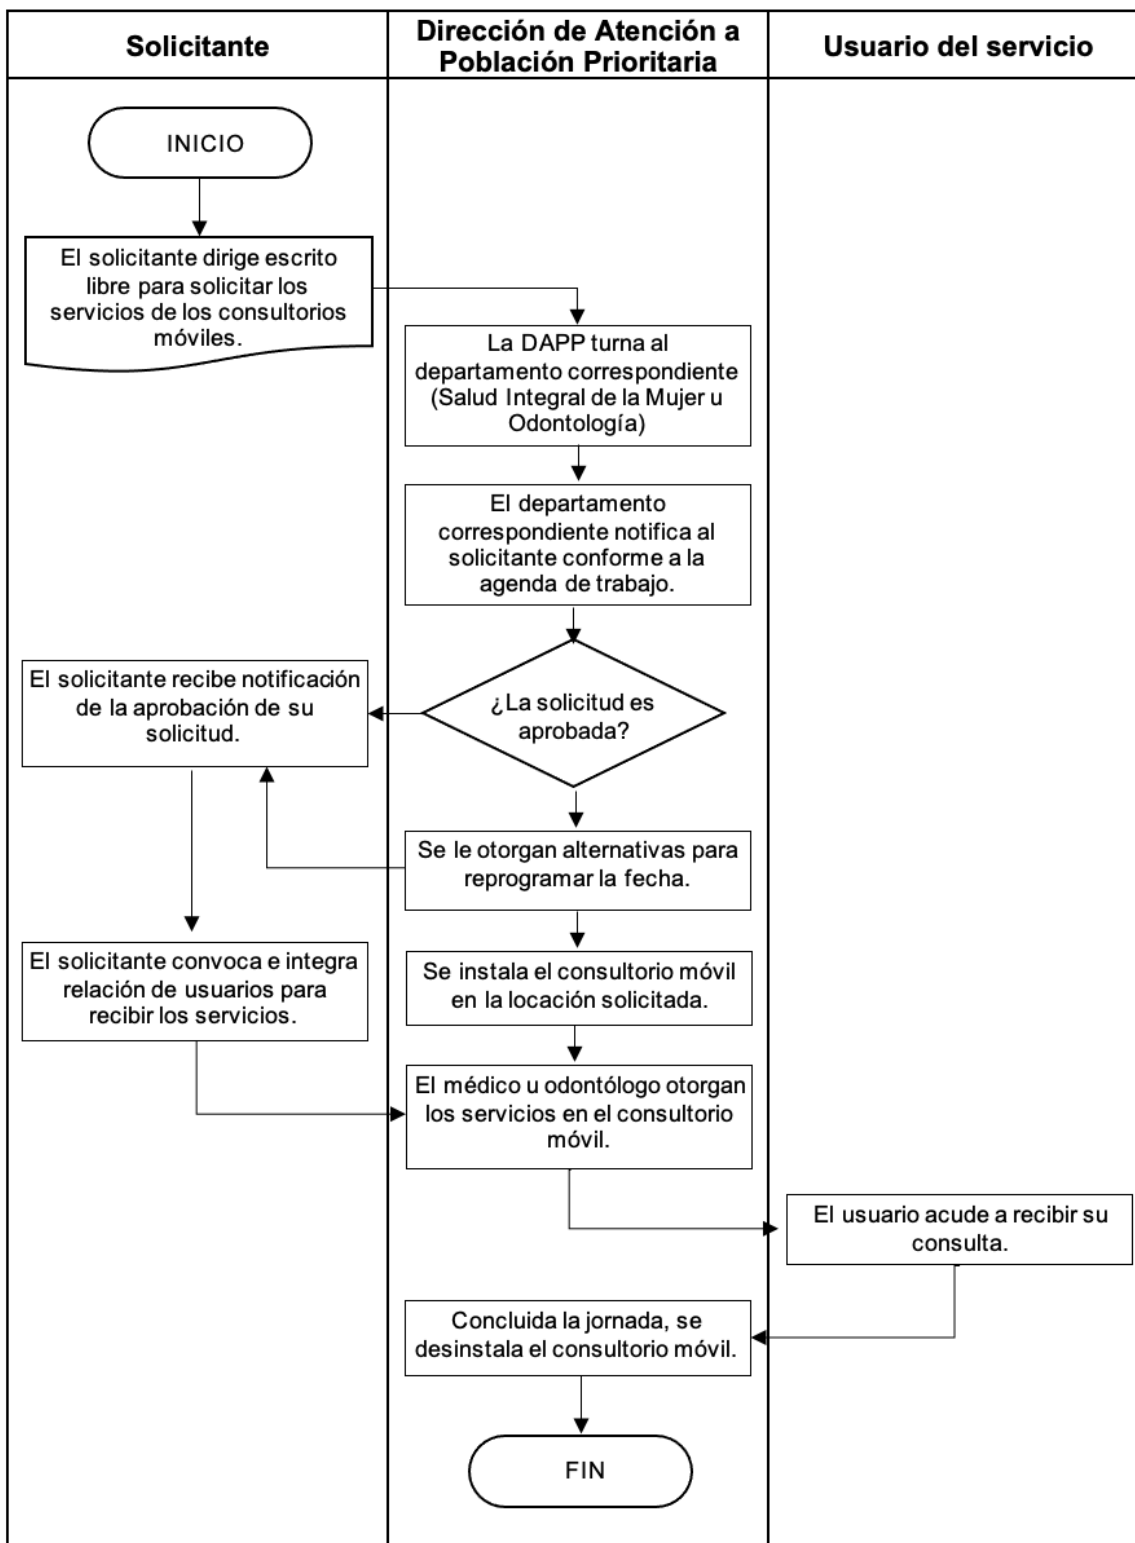 Solicitante
Dirección de Atención a
Población Prioritaria
Usuario del servicio
INICIO
El solicitante dirige escrito
libre para solicitar los
servicios de los consultorios
móviles.
La DAPP turna al
departamento correspondiente
(Salud Integral de la Mujer u
Odontología)
El departamento
correspondiente notifica al
solicitante conforme a la
agenda de trabajo.
¿La solicitud es
aprobada?
El solicitante recibe notificación
de la aprobación de su
solicitud.
Se le otorgan alternativas para
reprogramar la fecha.
El solicitante convoca e integra
relación de usuarios para
recibir los servicios.
Se instala el consultorio móvil
en la locación solicitada.
El médico u odontólogo otorgan
los servicios en el consultorio
móvil.
El usuario acude a recibir su
consulta.
Concluida la jornada, se
desinstala el consultorio móvil.
FIN